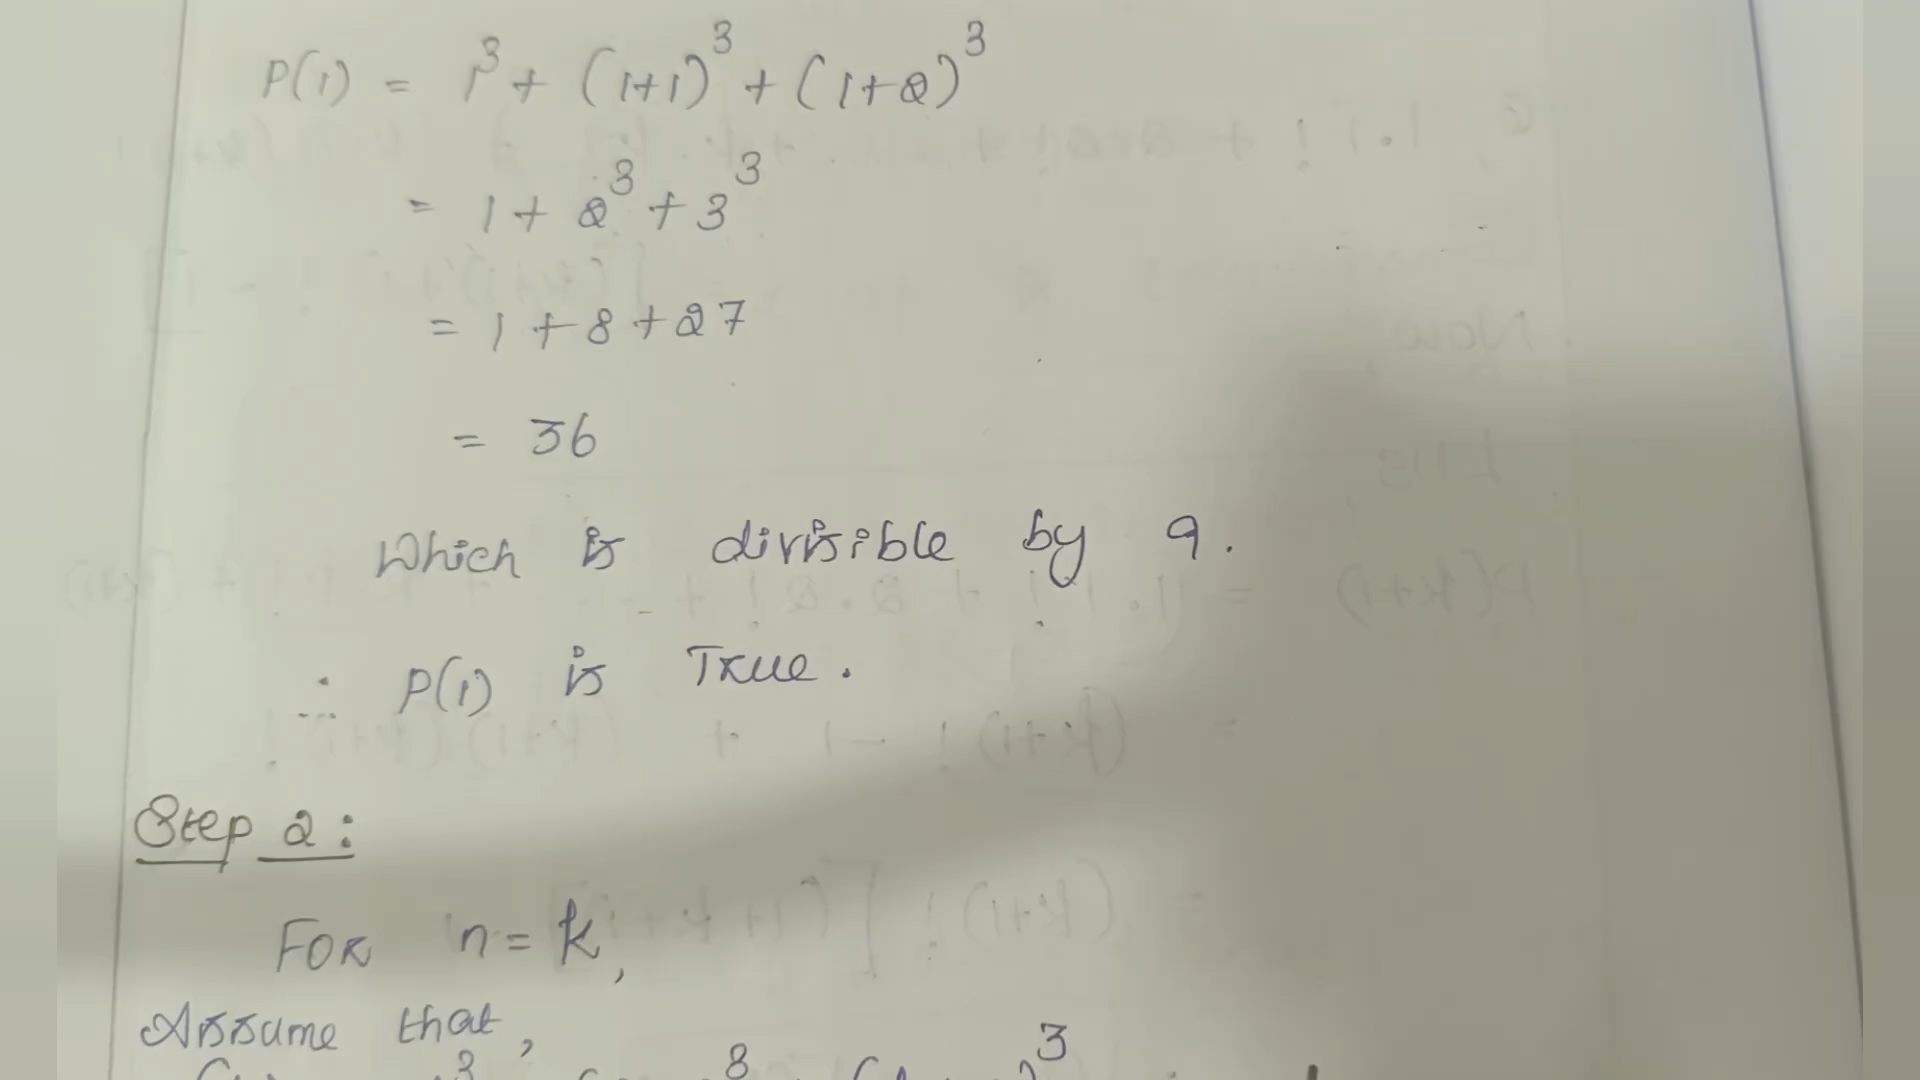 P(1) = 1³ + (1+1)³ + (1+2)³
= 1 + 2³ + 3³
= 1 + 8 + 27
= 36
Which is divisible by 9.
∴ P(1) is True.
Step 2:
For n = k,
Assume that,